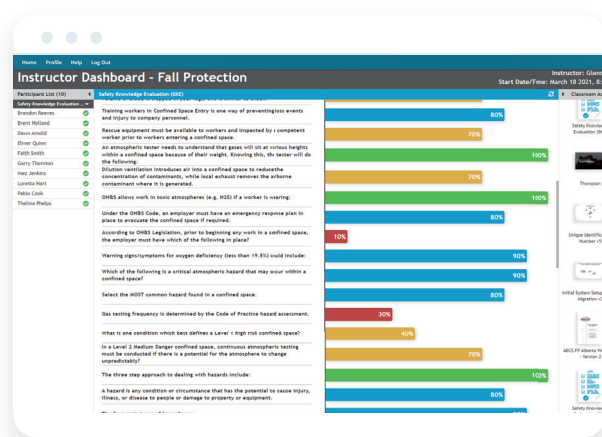 Home Profile Help Log Out
Instructor Dashboard - Fall Protection
Instructor: Glenn
Start Date/Time: March 18 2021, 8:
Participant List (10)
Safety Knowledge Evaluation (SKE)
Classroom As
Safety Knowledge Evaluation ...
Brandon Reeves
Brent Holland
Dawn Arnold
Elmer Quinn
Faith Smith
Garry Thornton
Inez Jenkins
Loretta Hart
Pablo Cook
Thelma Phelps
Training workers in Confined Space Entry is one way of preventingloss events
and injury to company personnel.
80%
Rescue equipment must be available to workers and inspected by a competent
worker prior to workers entering a confined space.
70%
An atmospheric tester needs to understand that gases will sit at various heights
within a confined space because of their weight. Knowing this, the tester will do
the following:
100%
Dilution ventilation introduces air into a confined space to reducethe
concentration of contaminants, while local exhaust removes the airborne
contaminant where it is generated.
70%
OH&S allows work in toxic atmospheres (e.g. H2S) if a worker is wearing:
100%
Under the OH&S Code, an employer must have an emergency response plan in
place to evacuate the confined space if required.
80%
According to OH&S Legislation, prior to beginning any work in a confined space,
the employer must have which of the following in place?
10%
Warning signs/symptoms for oxygen deficiency (less than 19.5%) could include:
90%
Which of the following is a critical atmospheric hazard that may occur within a
confined space?
90%
Select the MOST common hazard found in a confined space.
80%
Gas testing frequency is determined by the Code of Practice hazard assessment.
30%
What is one condition which best defines a Level 1 high risk confined space?
40%
In a Level 2 Medium Danger confined space, continuous atmospheric testing
must be conducted if there is a potential for the atmosphere to change
unpredictably?
70%
The three step approach to dealing with hazards include:
100%
A hazard is any condition or circumstance that has the potential to cause injury,
illness, or disease to people or damage to property or equipment.
80%
Safety Knowle
Evaluation (SK
Thompson
Unique Identific
Number v5
Initial System Setup
Migration v3
AECS FP Alberta
- Version 2
Safety Knowle